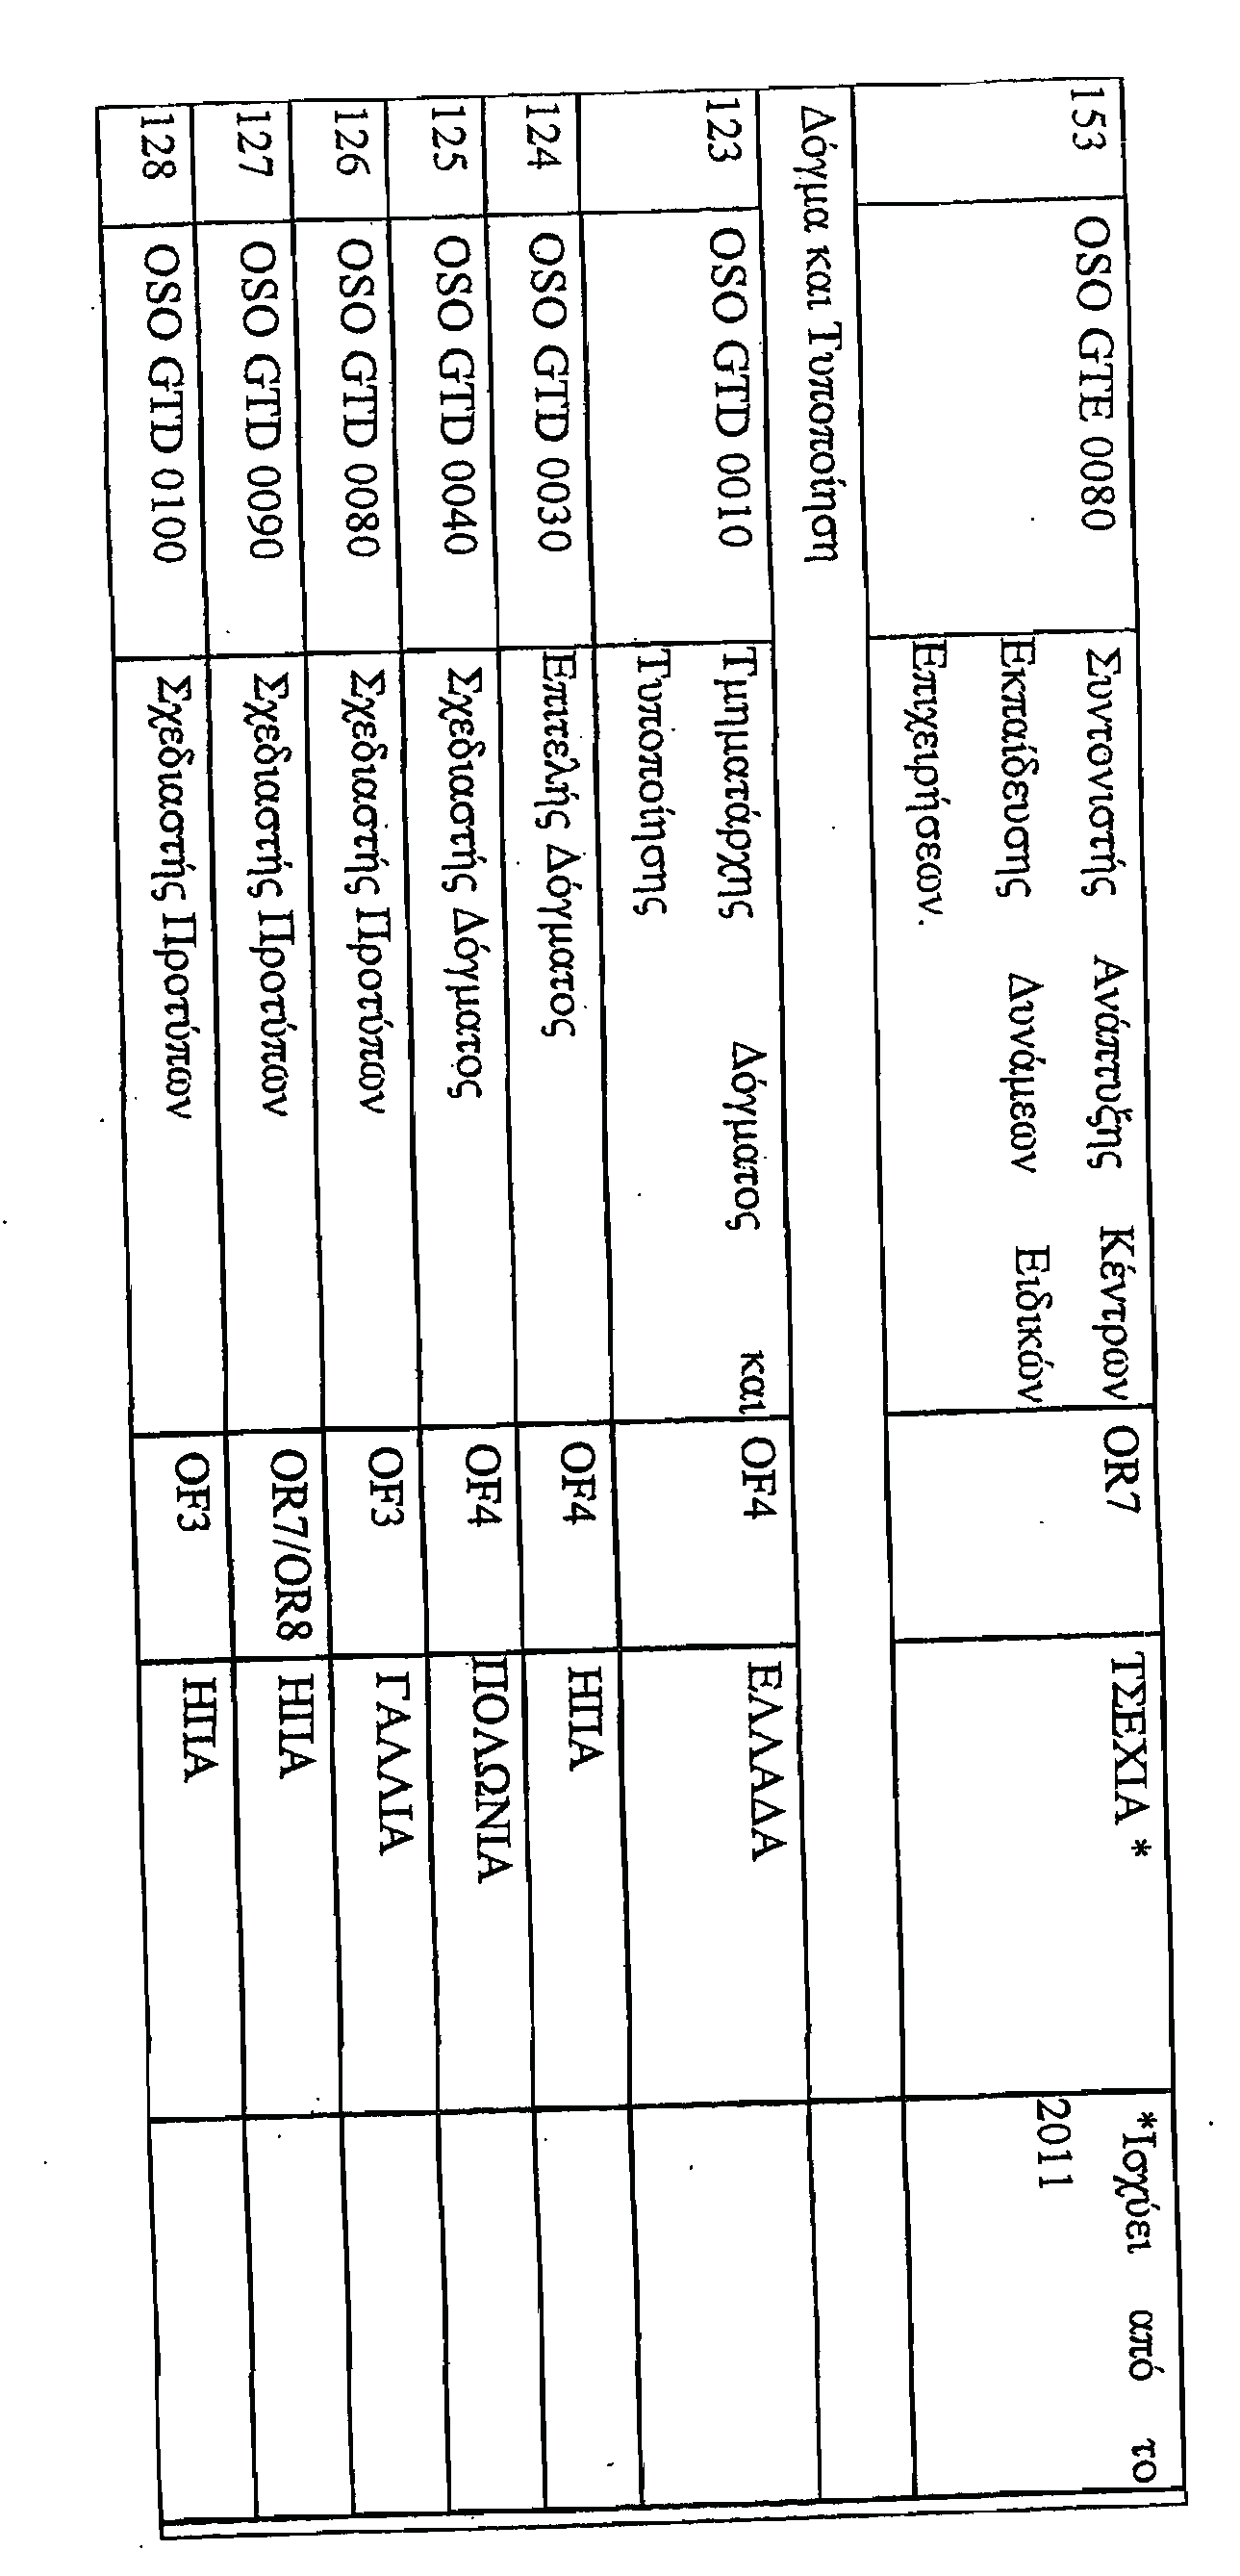 153 OSO GTE 0080 Συντονιστής Ανάπτυξης Κέντρων OR7 ΤΣΕΧΙΑ * *Ισχύει από το
Εκπαίδευσης Δυνάμεων Ειδικών 2011
Επιχειρήσεων.
Δόγμα και Τυποποίηση
123 OSO GTD 0010 Τμηματάρχης Δόγματος και OF4 ΕΛΛΑΔΑ
Τυποποίησης
124 OSO GTD 0030 Επιτελής Δόγματος OF4 ΗΠΑ
125 OSO GTD 0040 Σχεδιαστής Δόγματος OF4 ΠΟΛΩΝΙΑ
126 OSO GTD 0080 Σχεδιαστής Προτύπων OF3 ΓΑΛΛΙΑ
127 OSO GTD 0090 Σχεδιαστής Προτύπων OR7/OR8 ΗΠΑ
128 OSO GTD 0100 Σχεδιαστής Προτύπων OF3 ΗΠΑ